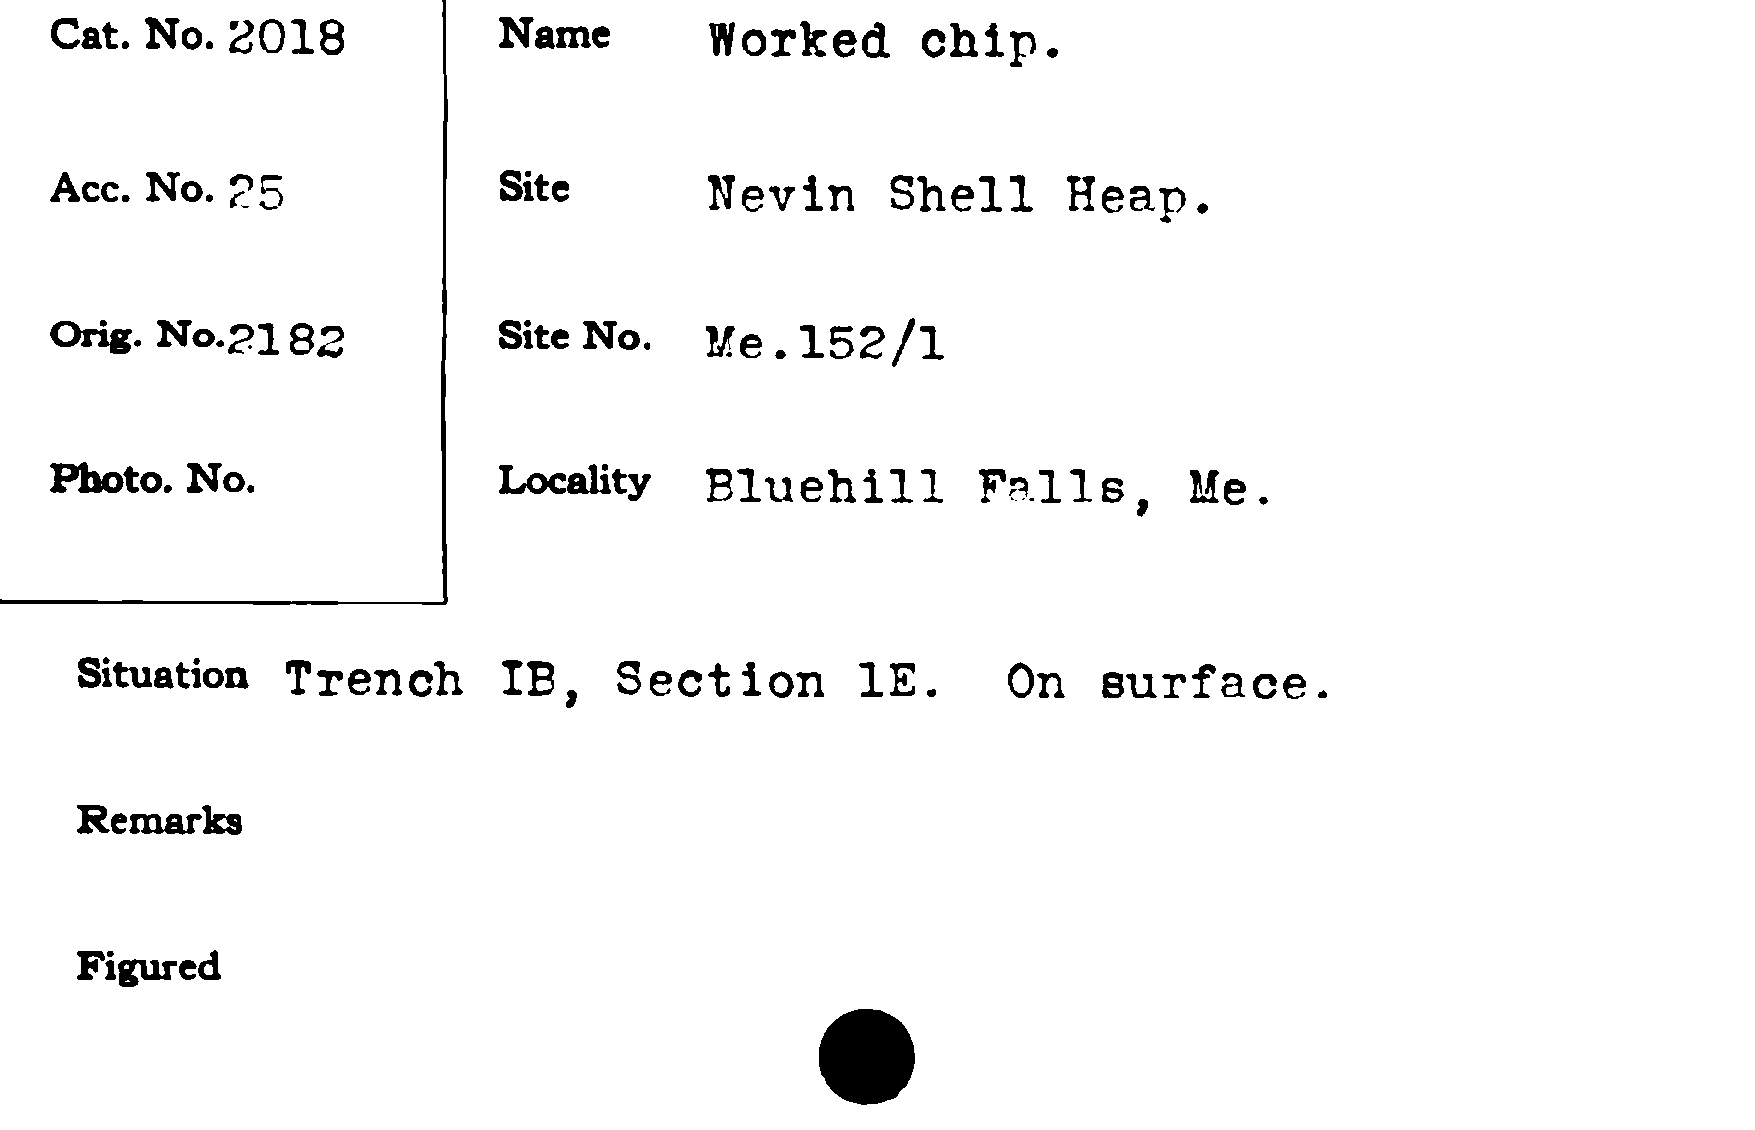 Cat. No. 2018
Name Worked chip.
Acc. No. 25
Site Nevin Shell Heap.
Orig. No. 2182
Site No. Me.152/1
Photo. No.
Locality Bluehill Falls, Me.
Situation Trench IB, Section 1E. On surface.
Remarks
Figured